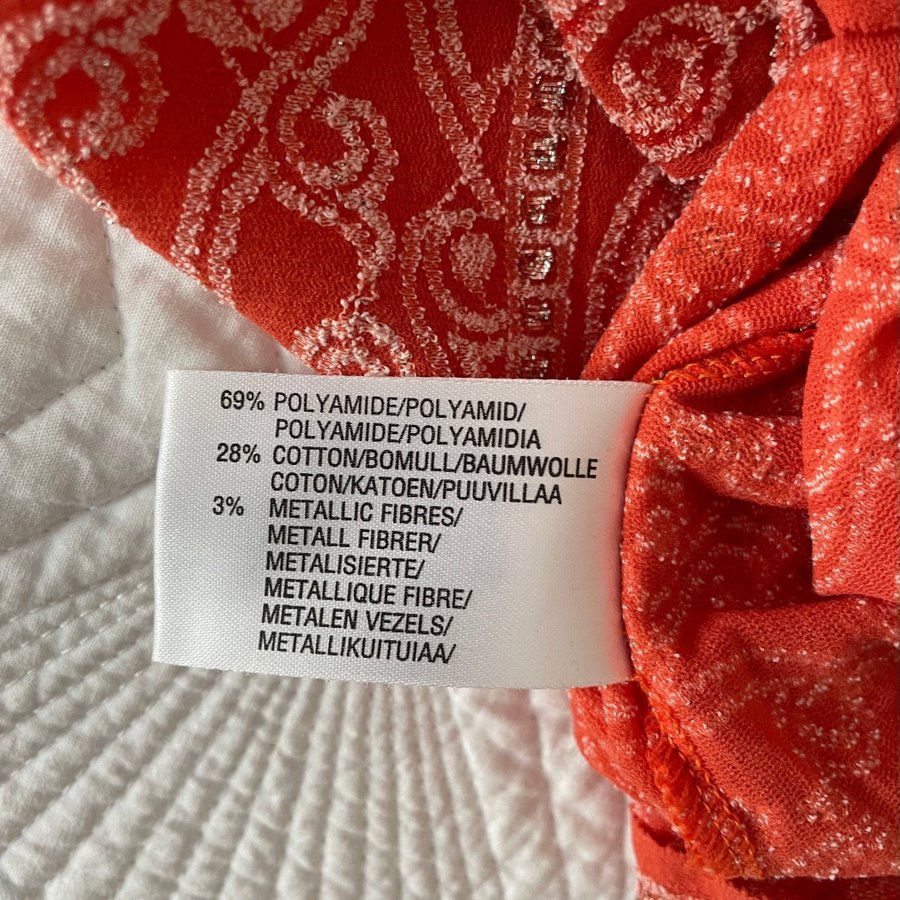 69% POLYAMIDE/POLYAMID/
POLYAMIDE/POLYAMIDIA
28% COTTON/BOMULL/BAUMWOLLE
COTON/KATOEN/PUUVILLAA
3% METALLIC FIBRES/
METALL FIBRER/
METALISIERTE/
METALLIQUE FIBRE/
METALEN VEZELS/
METALLIKUITUIAA/